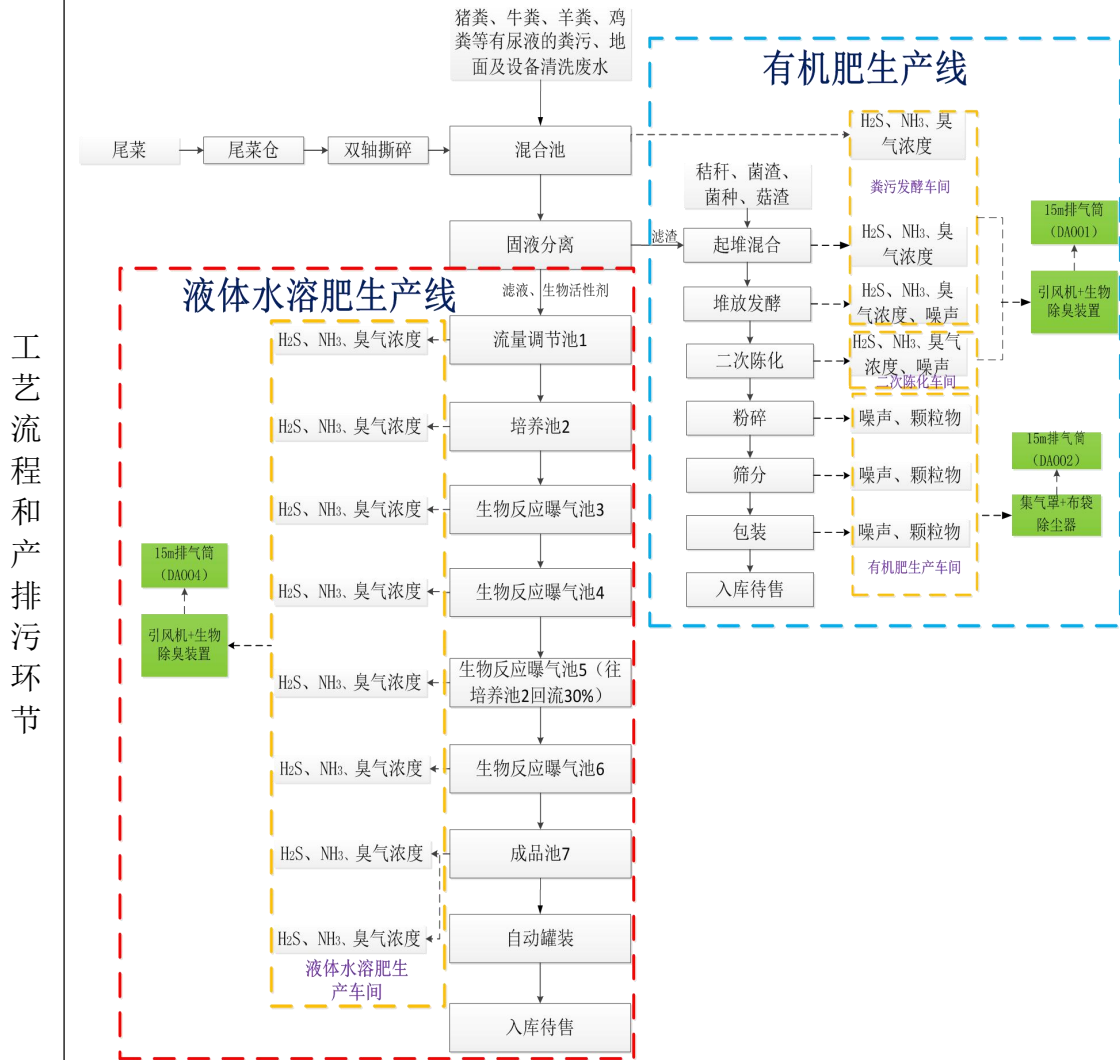 工艺流程和产排污环节
猪粪、牛粪、羊粪、鸡
粪等有尿液的粪污、地
面及设备清洗废水
尾菜
尾菜仓
双轴撕碎
混合池
固液分离
滤渣
有机肥生产线
H2S、NH3、臭
气浓度
粪污发酵车间
秸秆、菌渣、
菌种、菇渣
起堆混合
H2S、NH3、臭
气浓度
堆放发酵
H2S、NH3、臭
气浓度、噪声
二次陈化
H2S、NH3、臭气
浓度、噪声
二次陈化车间
15m排气筒
（DA001）
引风机+生物
除臭装置
粉碎
噪声、颗粒物
筛分
噪声、颗粒物
包装
噪声、颗粒物
有机肥生产车间
入库待售
15m排气筒
（DA002）
集气罩+布袋
除尘器
液体水溶肥生产线
滤液、生物活性剂
流量调节池1
H2S、NH3、臭气浓度
培养池2
H2S、NH3、臭气浓度
生物反应曝气池3
H2S、NH3、臭气浓度
生物反应曝气池4
H2S、NH3、臭气浓度
生物反应曝气池5（往
培养池2回流30%）
H2S、NH3、臭气浓度
生物反应曝气池6
H2S、NH3、臭气浓度
成品池7
H2S、NH3、臭气浓度
自动罐装
H2S、NH3、臭气浓度
液体水溶肥生
产车间
入库待售
15m排气筒
（DA004）
引风机+生物
除臭装置